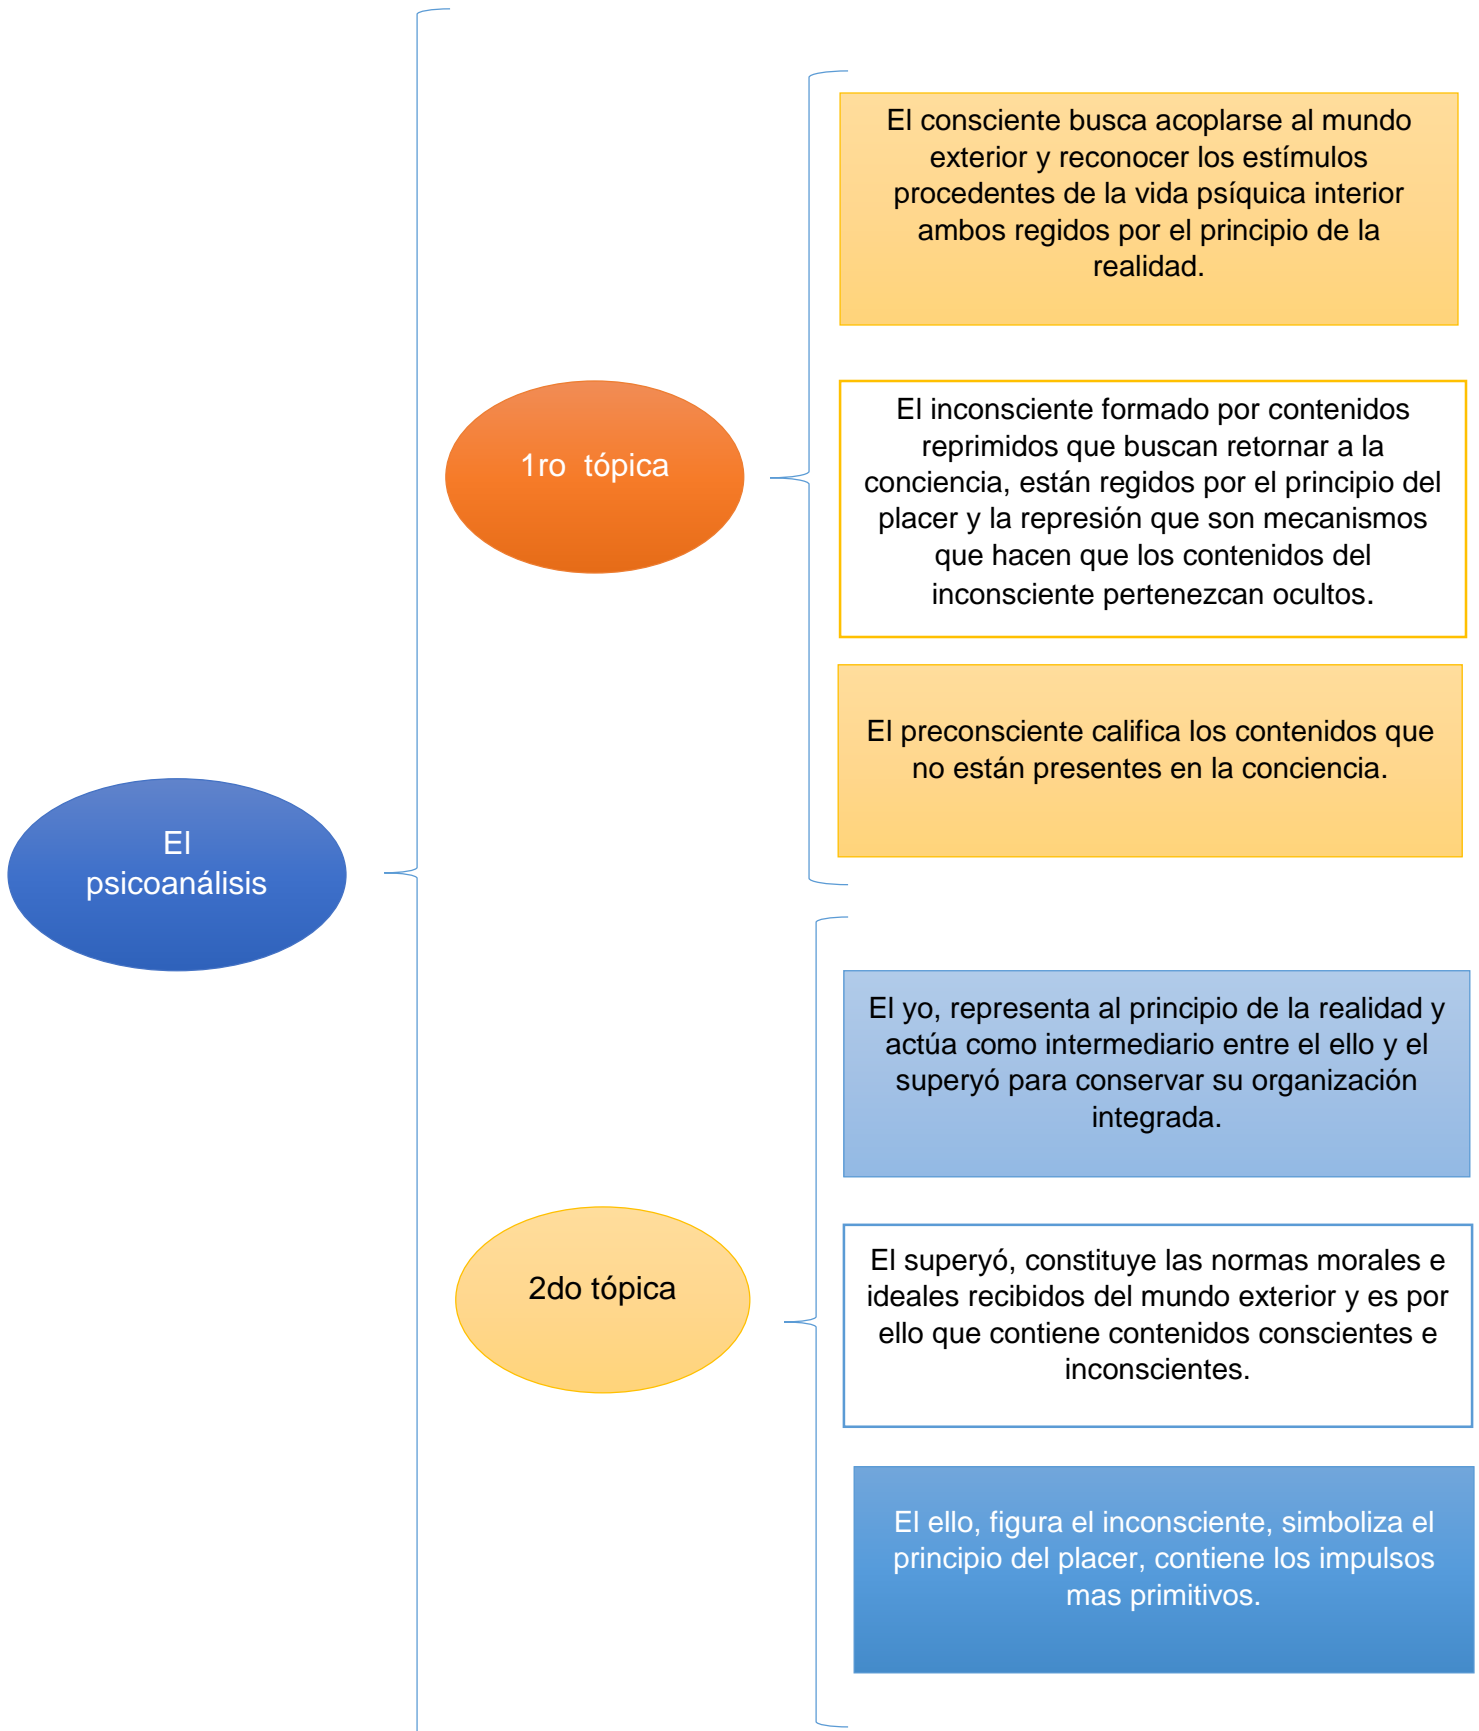 El consciente busca acoplarse al mundo
exterior y reconocer los estímulos
procedentes de la vida psíquica interior
ambos regidos por el principio de la
realidad.
1ro tópica
El inconsciente formado por contenidos
reprimidos que buscan retornar a la
conciencia, están regidos por el principio del
placer y la represión que son mecanismos
que hacen que los contenidos del
inconsciente pertenezcan ocultos.
El preconsciente califica los contenidos que
no están presentes en la conciencia.
El
psicoanálisis
El yo, representa al principio de la realidad y
actúa como intermediario entre el ello y el
superyó para conservar su organización
integrada.
2do tópica
El superyó, constituye las normas morales e
ideales recibidos del mundo exterior y es por
ello que contiene contenidos conscientes e
inconscientes.
El ello, figura el inconsciente, simboliza el
principio del placer, contiene los impulsos
mas primitivos.